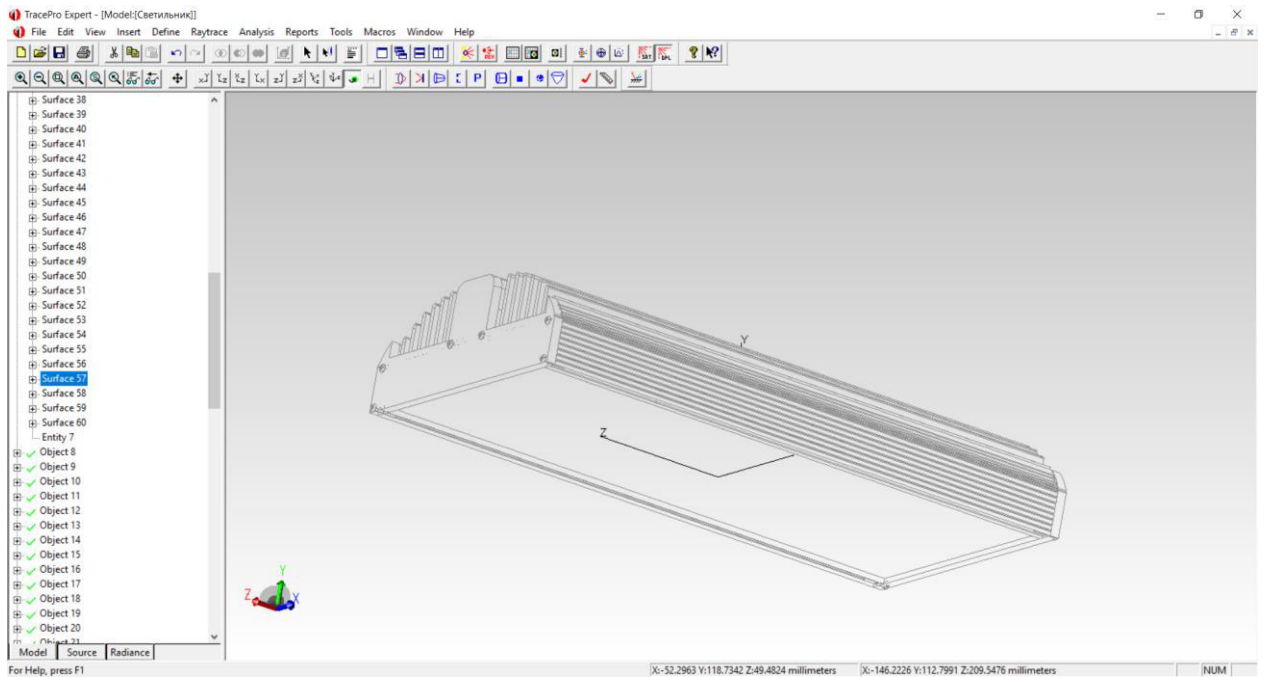 TracePro Expert - [Model:[Светильник]]
File Edit View Insert Define Raytrace Analysis Reports Tools Macros Window Help
Surface 38
Surface 39
Surface 40
Surface 41
Surface 42
Surface 43
Surface 44
Surface 45
Surface 46
Surface 47
Surface 48
Surface 49
Surface 50
Surface 51
Surface 52
Surface 53
Surface 54
Surface 55
Surface 56
Surface 57
Surface 58
Surface 59
Surface 60
Entity 7
Object 8
Object 9
Object 10
Object 11
Object 12
Object 13
Object 14
Object 15
Object 16
Object 17
Object 18
Object 19
Object 20
Object 21
Y
Z
Y
Z
X
Model Source Radiance
For Help, press F1
X:-52.2963 Y:118.7342 Z:49.4824 millimeters
X:-146.2226 Y:112.7991 Z:209.5476 millimeters
NUM